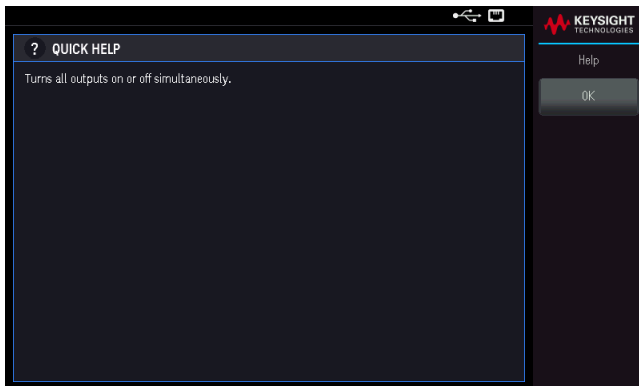 KEYSIGHT
TECHNOLOGIES
? QUICK HELP
Help
Turns all outputs on or off simultaneously.
OK